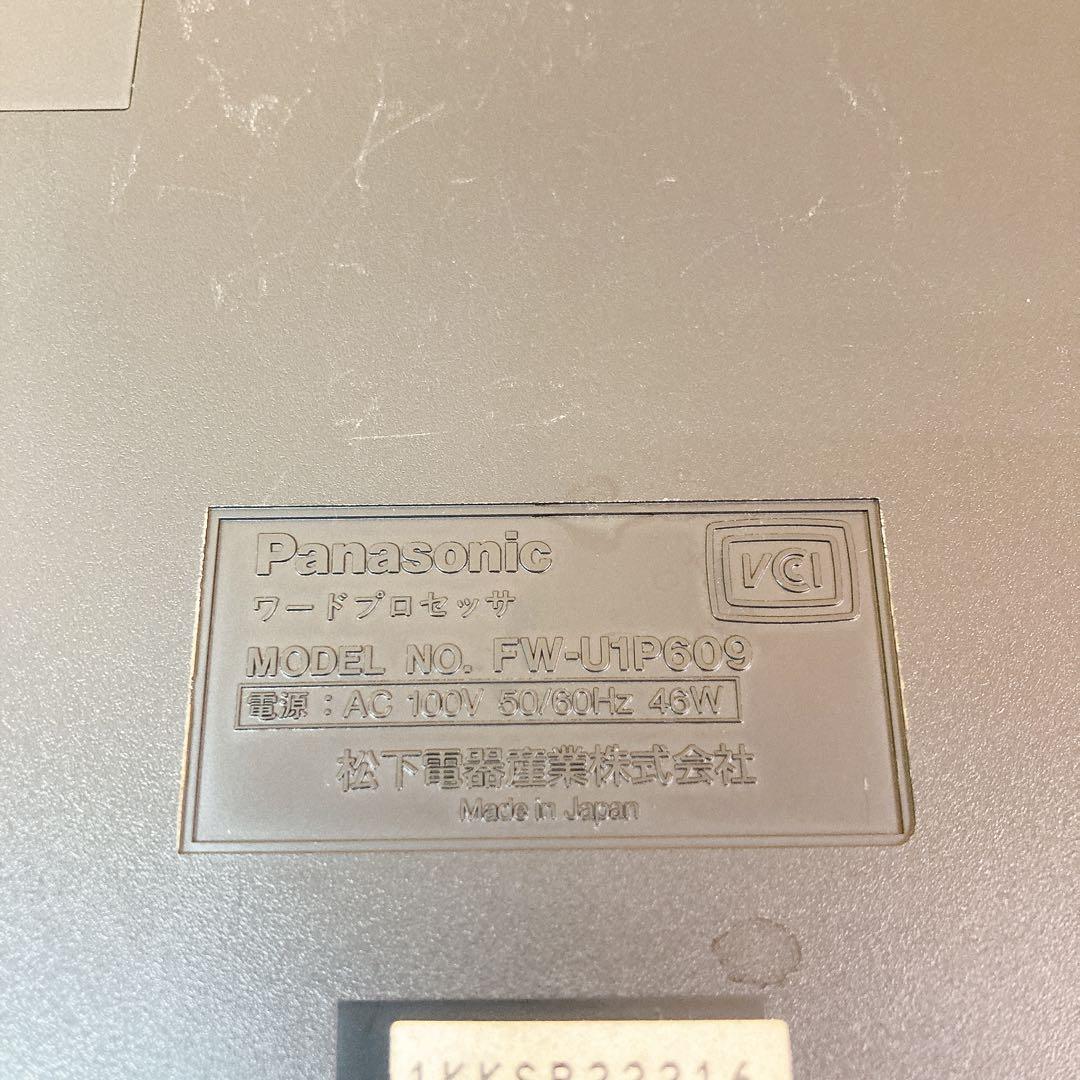 Panasonic
VCI
ワードプロセッサ
MODEL NO. FW-U1P609
電源：AC 100V 50/60Hz 46W
松下電器産業株式会社
Made in Japan
1KKSB22216